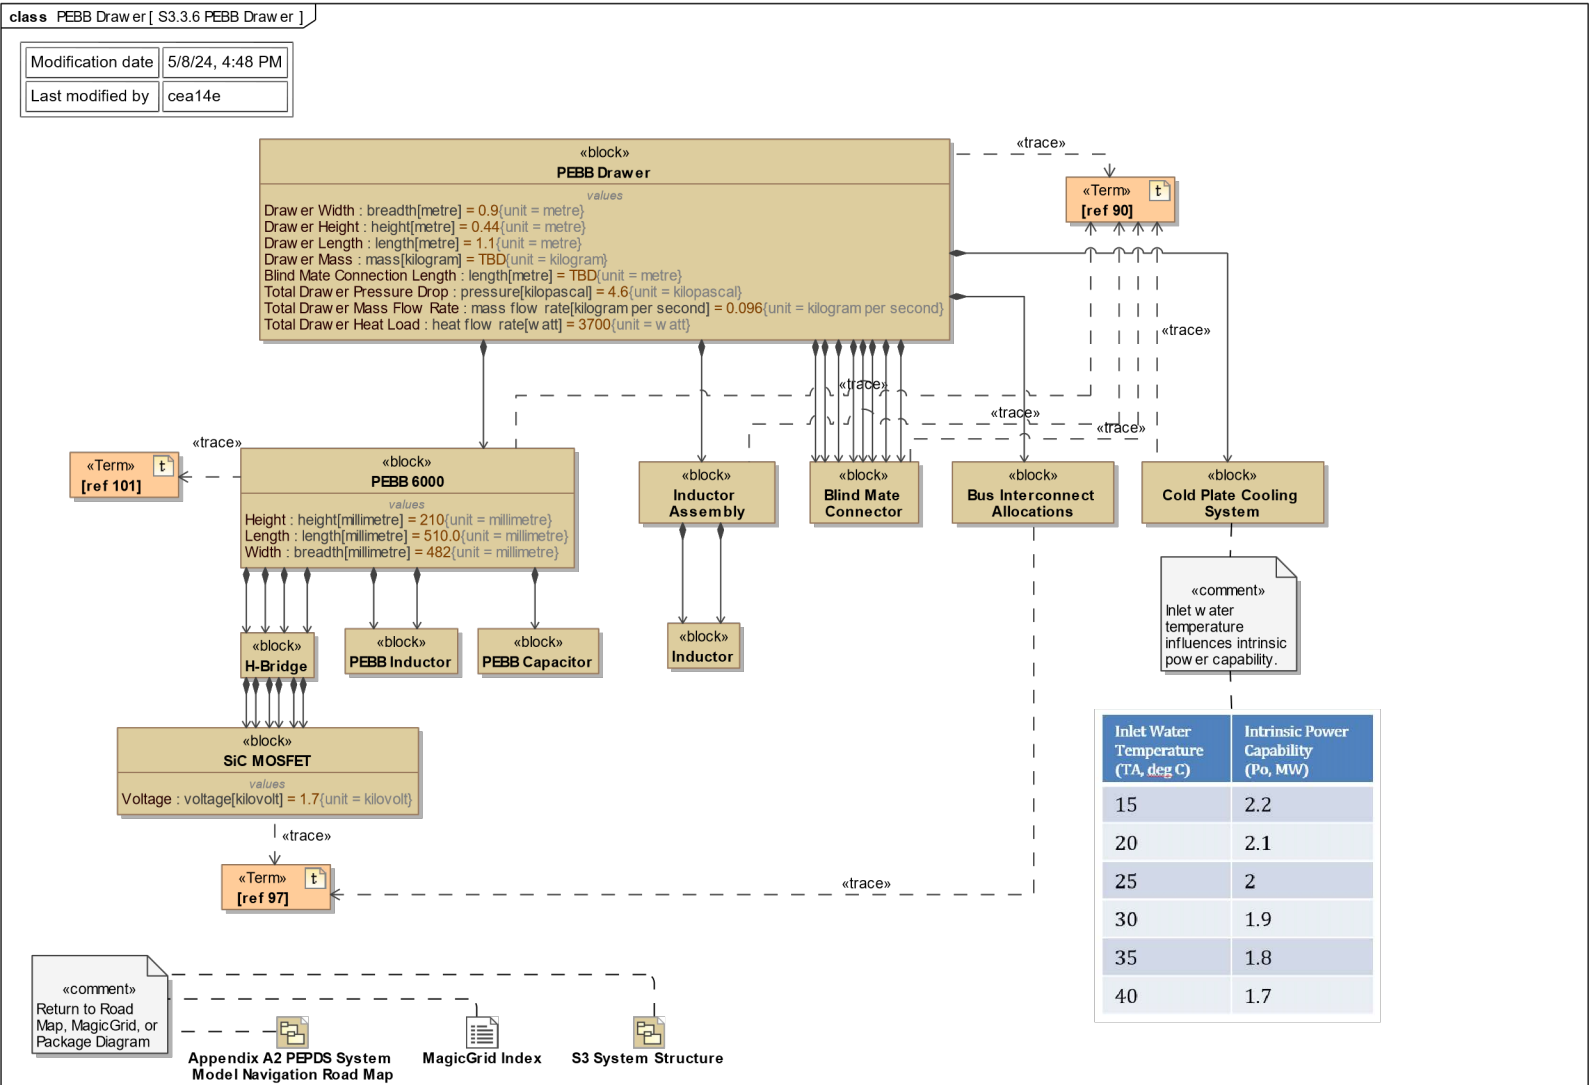 class PEBB Drawer [ S3.3.6 PEBB Drawer ]
Modification date 5/8/24, 4:48 PM
Last modified by cea14e
«block»
PEBB Drawer
values
Drawer Width : breadth[metre] = 0.9{unit = metre}
Drawer Height : height[metre] = 0.44{unit = metre}
Drawer Length : length[metre] = 1.1{unit = metre}
Drawer Mass : mass[kilogram] = TBD{unit = kilogram}
Blind Mate Connection Length : length[metre] = TBD{unit = metre}
Total Drawer Pressure Drop : pressure[kilopascal] = 4.6{unit = kilopascal}
Total Drawer Mass Flow Rate : mass flow rate[kilogram per second] = 0.096{unit = kilogram per second}
Total Drawer Heat Load : heat flow rate[watt] = 3700{unit = watt}
«trace»
«Term» t
[ref 90]
«trace»
«trace»
«trace»
«trace»
«trace»
«Term» t
[ref 101]
«block»
PEBB 6000
values
Height : height[millimetre] = 210{unit = millimetre}
Length : length[millimetre] = 510.0{unit = millimetre}
Width : breadth[millimetre] = 482{unit = millimetre}
«block»
Inductor
Assembly
«block»
Blind Mate
Connector
«block»
Bus Interconnect
Allocations
«block»
Cold Plate Cooling
System
«comment»
Inlet water
temperature
influences intrinsic
power capability.
«block»
H-Bridge
«block»
PEBB Inductor
«block»
PEBB Capacitor
«block»
Inductor
«block»
SiC MOSFET
values
Voltage : voltage[kilovolt] = 1.7{unit = kilovolt}
«trace»
«Term» t
[ref 97]
«trace»
Inlet Water
Temperature
(TA, deg C)
Intrinsic Power
Capability
(Po, MW)
15 2.2
20 2.1
25 2
30 1.9
35 1.8
40 1.7
«comment»
Return to Road
Map, MagicGrid, or
Package Diagram
Appendix A2 PEPDS System
Model Navigation Road Map
MagicGrid Index
S3 System Structure